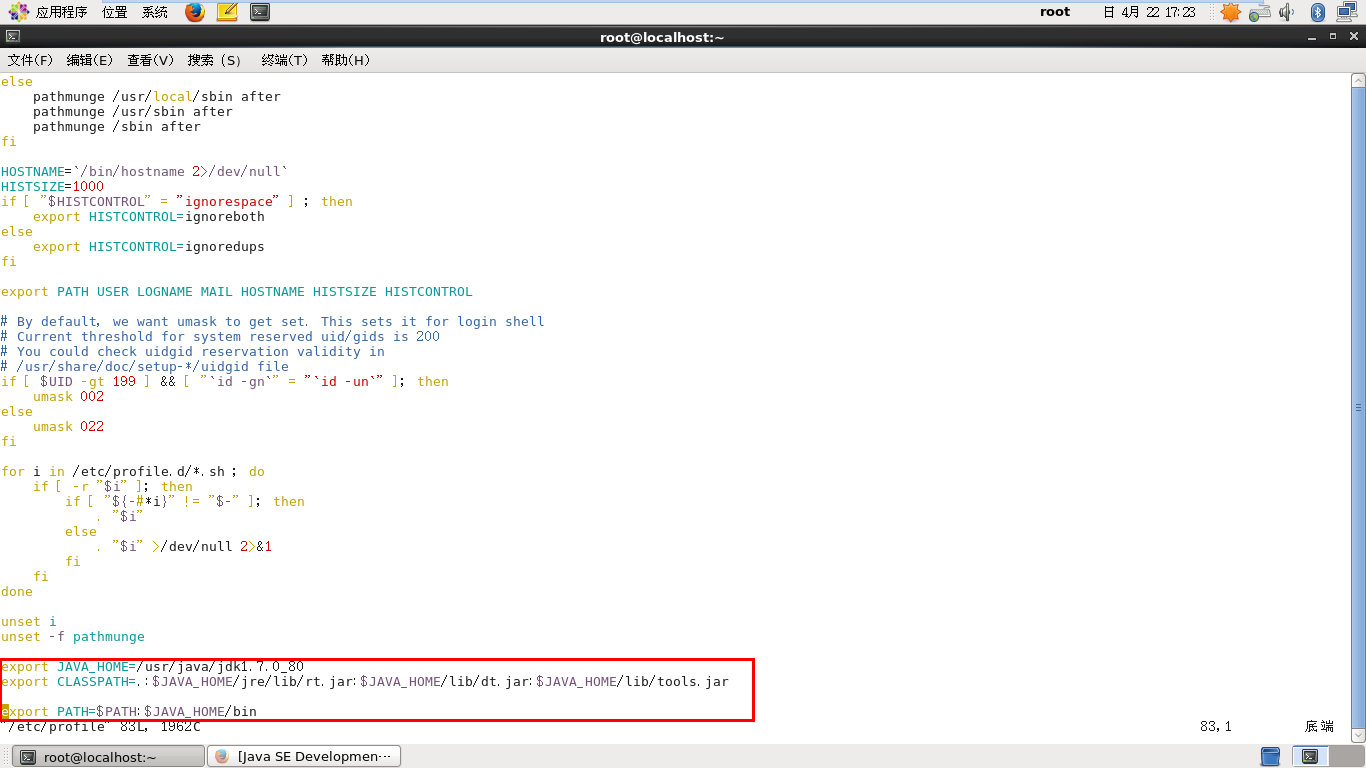 应用程序 位置 系统 root 日 4月 22 17:23
root@localhost:~
文件(F) 编辑(E) 查看(V) 搜索 (S) 终端(T) 帮助(H)
else
    pathmunge /usr/local/sbin after
    pathmunge /usr/sbin after
    pathmunge /sbin after
fi
HOSTNAME=`/bin/hostname 2>/dev/null`
HISTSIZE=1000
if [ "$HISTCONTROL" = "ignorespace" ] ; then
    export HISTCONTROL=ignoreboth
else
    export HISTCONTROL=ignoredups
fi
export PATH USER LOGNAME MAIL HOSTNAME HISTSIZE HISTCONTROL
# By default, we want umask to get set. This sets it for login shell
# Current threshold for system reserved uid/gids is 200
# You could check uidgid reservation validity in
# /usr/share/doc/setup-*/uidgid file
if [ $UID -gt 199 ] && [ "`id -gn`" = "`id -un`" ]; then
    umask 002
else
    umask 022
fi
for i in /etc/profile.d/*.sh ; do
    if [ -r "$i" ]; then
        if [ "${-#*i}" != "$-" ]; then
            . "$i"
        else
            . "$i" >/dev/null 2>&1
        fi
    fi
done
unset i
unset -f pathmunge
export JAVA_HOME=/usr/java/jdk1.7.0_80
export CLASSPATH=.:$JAVA_HOME/jre/lib/rt.jar:$JAVA_HOME/lib/dt.jar:$JAVA_HOME/lib/tools.jar
export PATH=$PATH:$JAVA_HOME/bin
"/etc/profile" 83L, 1962C 83,1 底端
root@localhost:~ [Java SE Developmen···